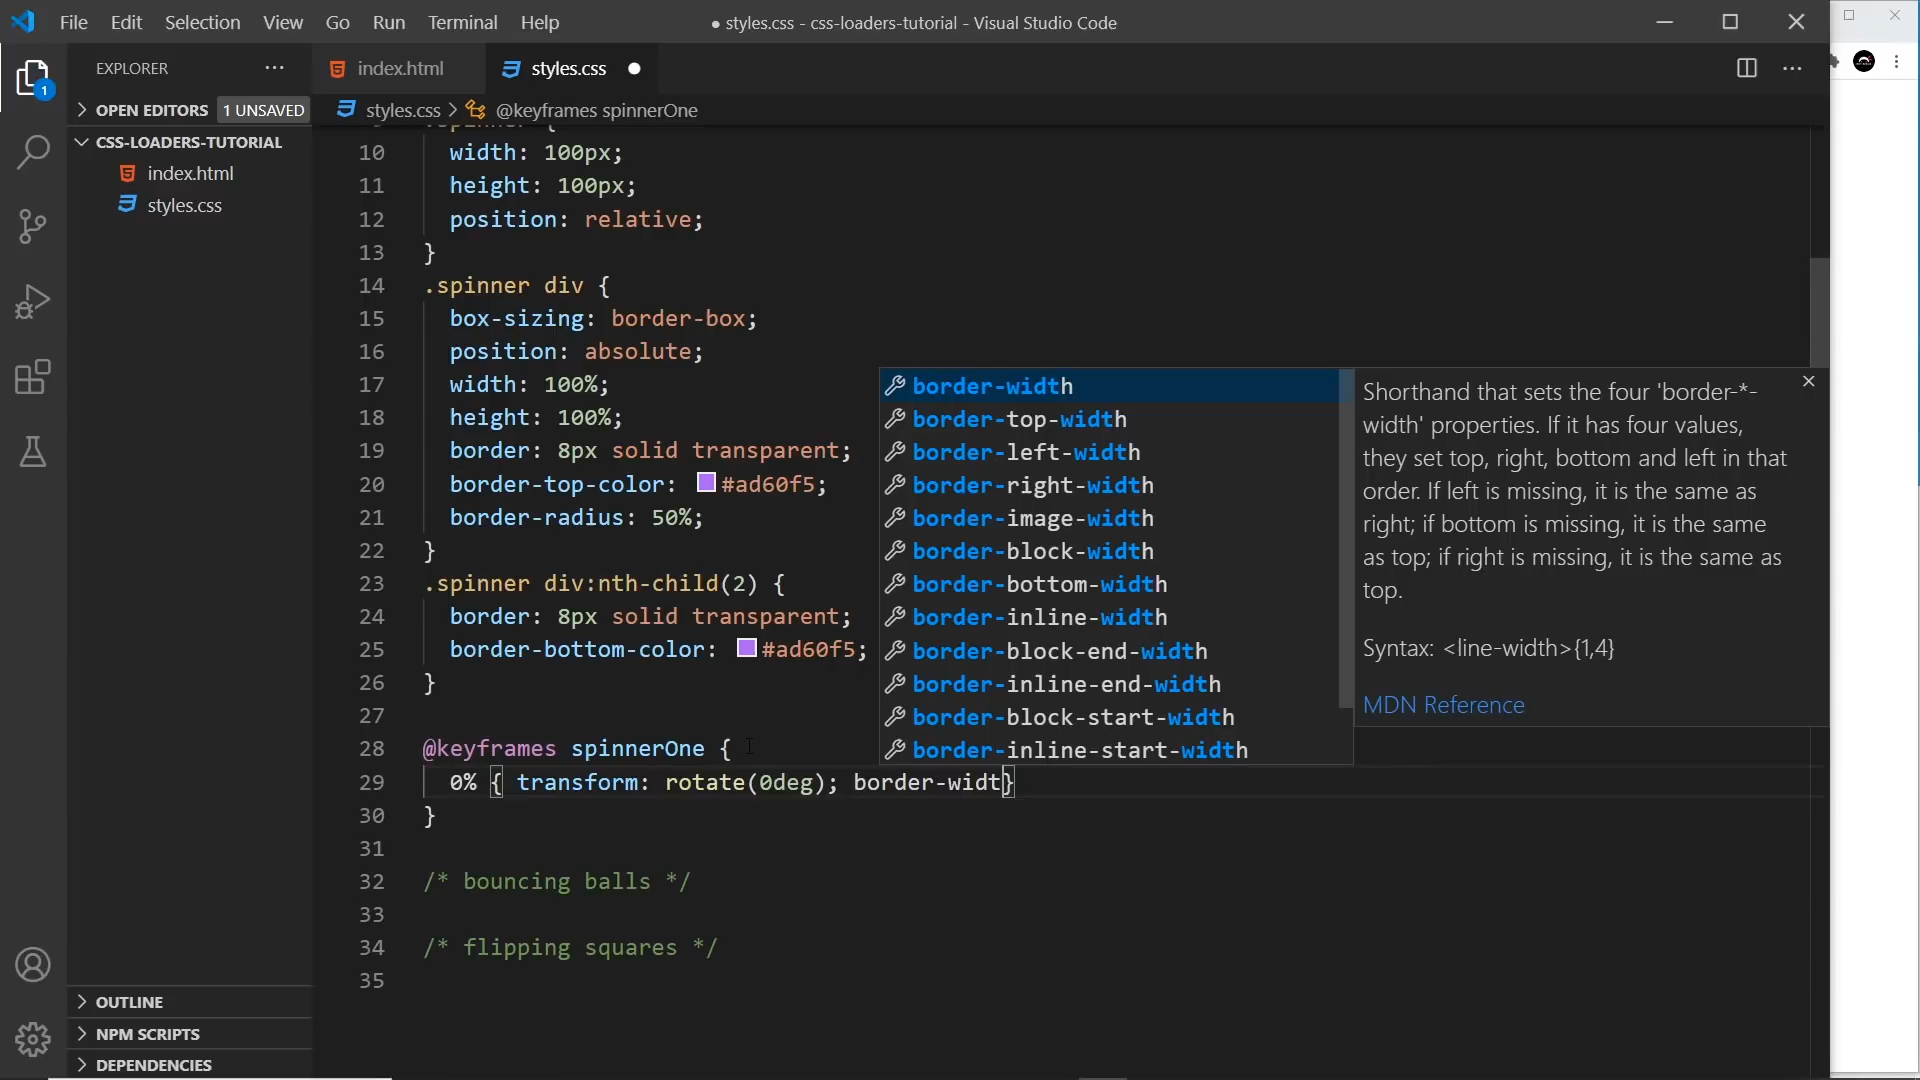 File Edit Selection View Go Run Terminal Help
● styles.css - css-loaders-tutorial - Visual Studio Code
EXPLORER
OPEN EDITORS 1 UNSAVED
CSS-LOADERS-TUTORIAL
index.html
styles.css
OUTLINE
NPM SCRIPTS
DEPENDENCIES
1
index.html styles.css
styles.css > @keyframes spinnerOne
.spinner {
10 width: 100px;
11 height: 100px;
12 position: relative;
13 }
14 .spinner div {
15 box-sizing: border-box;
16 position: absolute;
17 width: 100%;
18 height: 100%;
19 border: 8px solid transparent;
20 border-top-color: #ad60f5;
21 border-radius: 50%;
22 }
23 .spinner div:nth-child(2) {
24 border: 8px solid transparent;
25 border-bottom-color: #ad60f5;
26 }
27
28 @keyframes spinnerOne {
29 0% { transform: rotate(0deg); border-widt}
30 }
31
32 /* bouncing balls */
33
34 /* flipping squares */
35
border-width
border-top-width
border-left-width
border-right-width
border-image-width
border-block-width
border-bottom-width
border-inline-width
border-block-end-width
border-inline-end-width
border-block-start-width
border-inline-start-width
Shorthand that sets the four 'border-*-
width' properties. If it has four values,
they set top, right, bottom and left in that
order. If left is missing, it is the same as
right; if bottom is missing, it is the same
as top; if right is missing, it is the same as
top.
Syntax: <line-width>{1,4}
MDN Reference